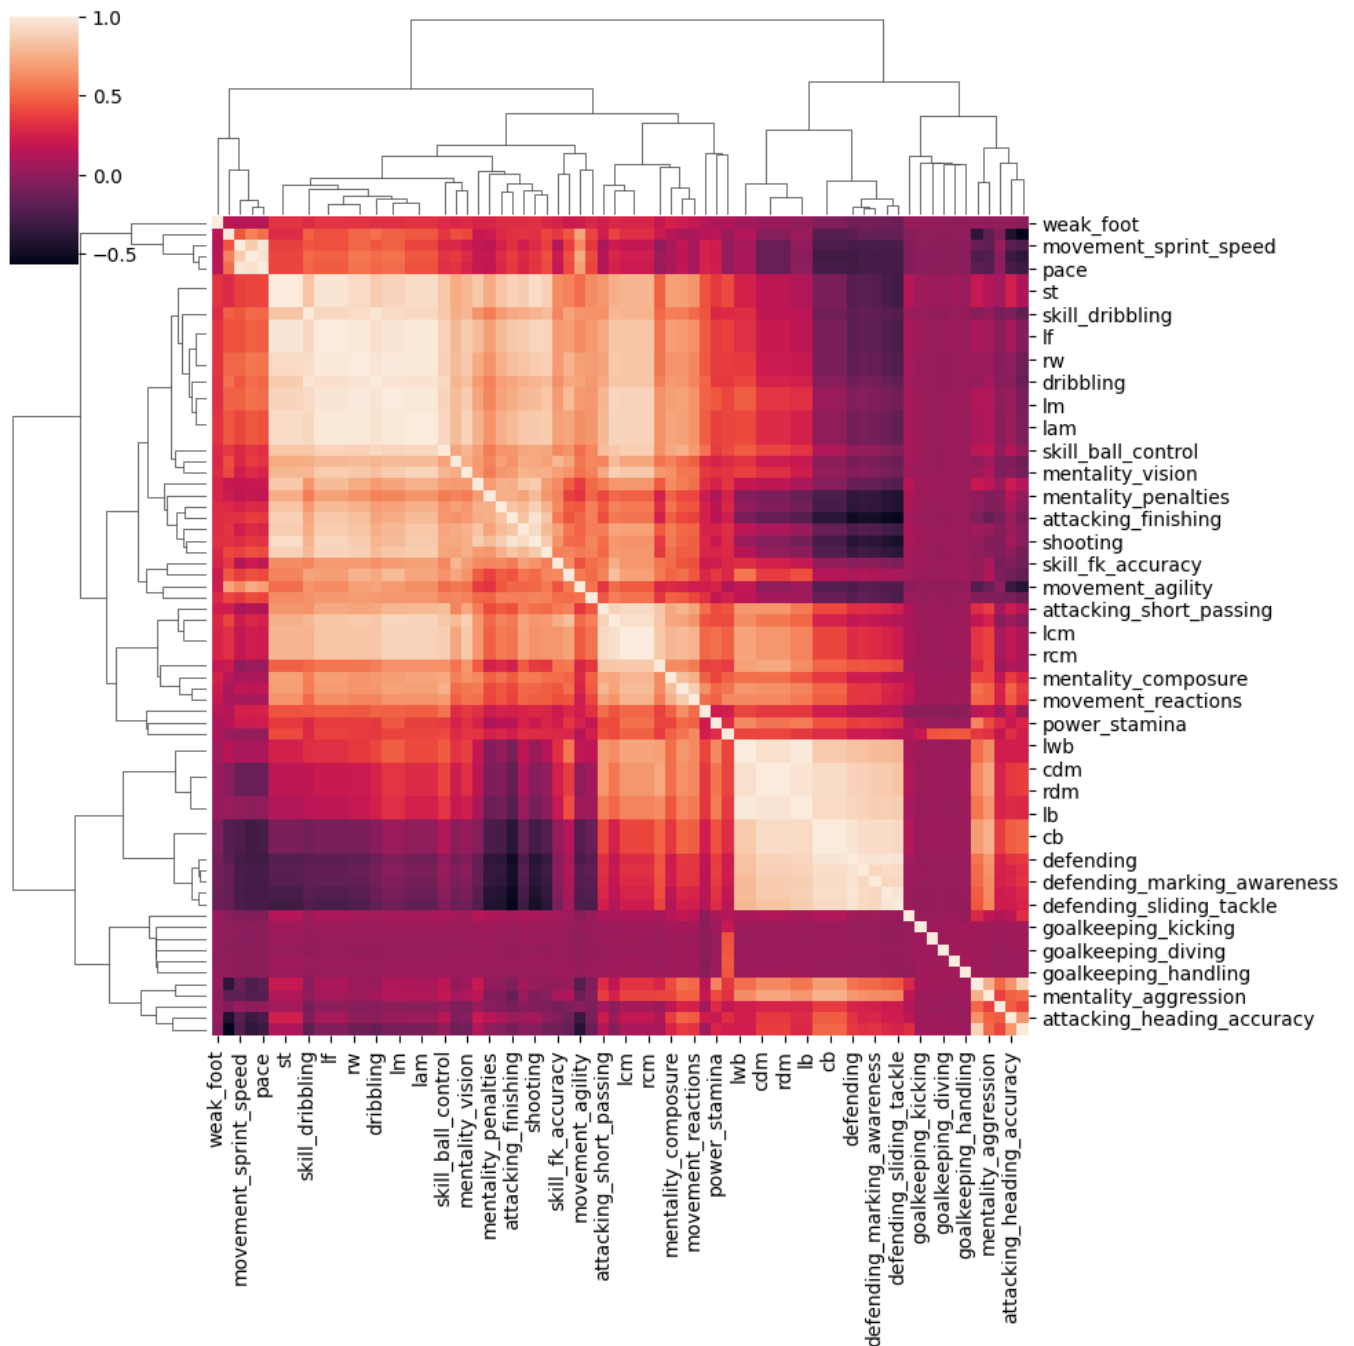 1.0
0.5
0.0
−0.5
weak_foot
movement_sprint_speed
pace
st
skill_dribbling
lf
rw
dribbling
lm
lam
skill_ball_control
mentality_vision
mentality_penalties
attacking_finishing
shooting
skill_fk_accuracy
movement_agility
attacking_short_passing
lcm
rcm
mentality_composure
movement_reactions
power_stamina
lwb
cdm
rdm
lb
cb
defending
defending_marking_awareness
defending_sliding_tackle
goalkeeping_kicking
goalkeeping_diving
goalkeeping_handling
mentality_aggression
attacking_heading_accuracy
weak_foot
movement_sprint_speed
pace
st
skill_dribbling
lf
rw
dribbling
lm
lam
skill_ball_control
mentality_vision
mentality_penalties
attacking_finishing
shooting
skill_fk_accuracy
movement_agility
attacking_short_passing
lcm
rcm
mentality_composure
movement_reactions
power_stamina
lwb
cdm
rdm
lb
cb
defending
defending_marking_awareness
defending_sliding_tackle
goalkeeping_kicking
goalkeeping_diving
goalkeeping_handling
mentality_aggression
attacking_heading_accuracy